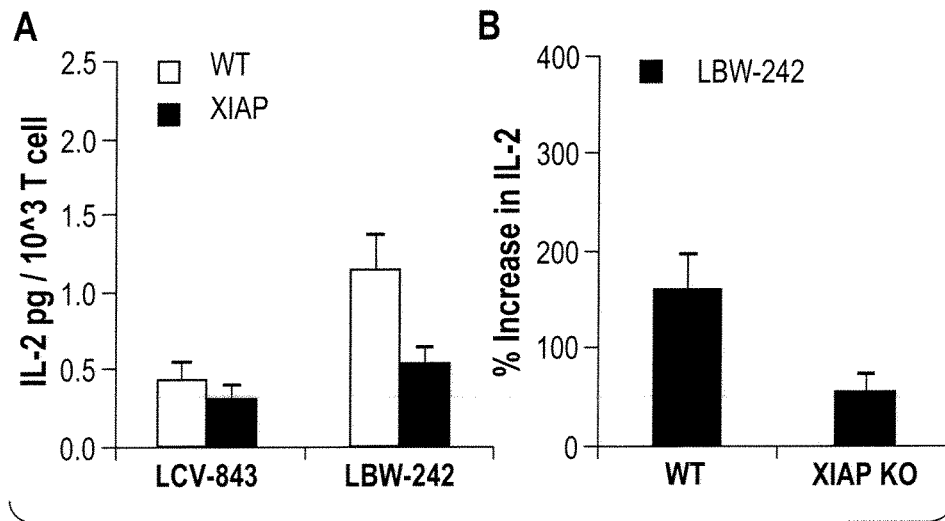 A
IL-2 pg / 10^3 T cell
2.5
2.0
1.5
1.0
0.5
0.0
WT
XIAP
LCV-843
LBW-242
B
% Increase in IL-2
400
300
200
100
0
LBW-242
WT
XIAP KO